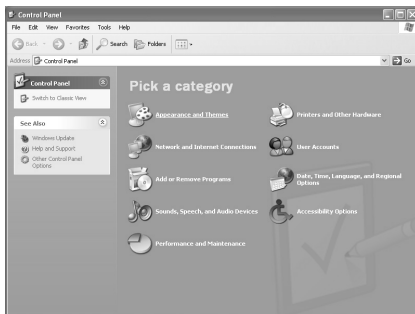 Control Panel
File Edit View Favorites Tools Help
Back Search Folders
Address Control Panel Go
Control Panel
Switch to Classic View
See Also
Windows Update
Help and Support
Other Control Panel
Options
Pick a category
Appearance and Themes
Printers and Other Hardware
Network and Internet Connections
User Accounts
Add or Remove Programs
Date, Time, Language, and Regional
Options
Sounds, Speech, and Audio Devices
Accessibility Options
Performance and Maintenance